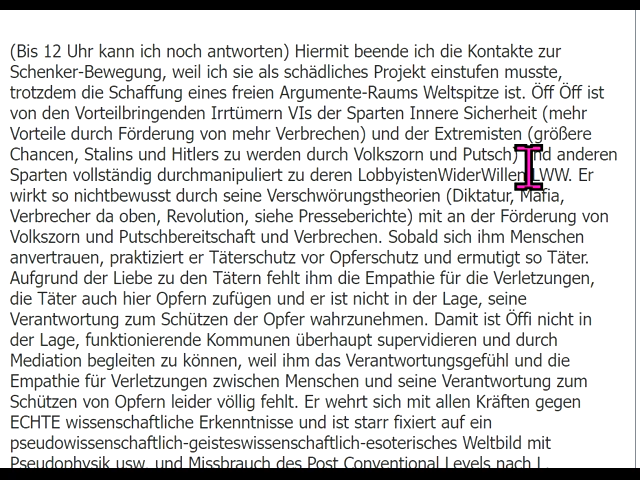 (Bis 12 Uhr kann ich noch antworten) Hiermit beende ich die Kontakte zur
Schenker-Bewegung, weil ich sie als schädliches Projekt einstufen musste,
trotzdem die Schaffung eines freien Argumente-Raums Weltspitze ist. Öff Öff ist
von den Vorteilbringenden Irrtümern VIs der Sparten Innere Sicherheit (mehr
Vorteile durch Förderung von mehr Verbrechen) und der Extremisten (größere
Chancen, Stalins und Hitlers zu werden durch Volkszorn und Putsch) und anderen
Sparten vollständig durchmanipuliert zu deren LobbyistenWiderWillen LWW. Er
wirkt so nichtbewusst durch seine Verschwörungstheorien (Diktatur, Mafia,
Verbrecher da oben, Revolution, siehe Presseberichte) mit an der Förderung von
Volkszorn und Putschbereitschaft und Verbrechen. Sobald sich ihm Menschen
anvertrauen, praktiziert er Täterschutz vor Opferschutz und ermutigt so Täter.
Aufgrund der Liebe zu den Tätern fehlt ihm die Empathie für die Verletzungen,
die Täter auch hier Opfern zufügen und er ist nicht in der Lage, seine
Verantwortung zum Schützen der Opfer wahrzunehmen. Damit ist Öffi nicht in
der Lage, funktionierende Kommunen überhaupt supervidieren und durch
Mediation begleiten zu können, weil ihm das Verantwortungsgefühl und die
Empathie für Verletzungen zwischen Menschen und seine Verantwortung zum
Schützen von Opfern leider völlig fehlt. Er wehrt sich mit allen Kräften gegen
ECHTE wissenschaftliche Erkenntnisse und ist starr fixiert auf ein
pseudowissenschaftlich-geisteswissenschaftlich-esoterisches Weltbild mit
Pseudophysik usw. und Missbrauch des Post Conventional Levels nach L.